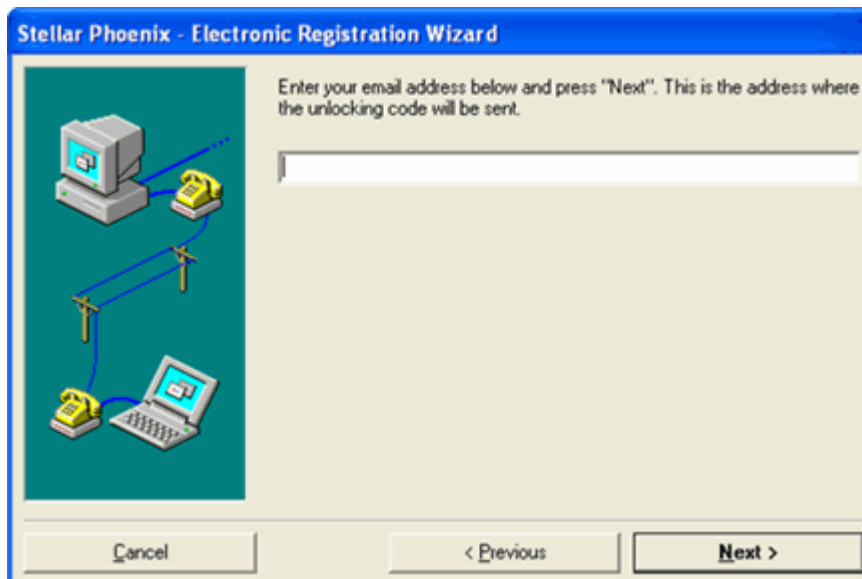 Stellar Phoenix - Electronic Registration Wizard
Enter your email address below and press "Next". This is the address where
the unlocking code will be sent.
Cancel
< Previous
Next >